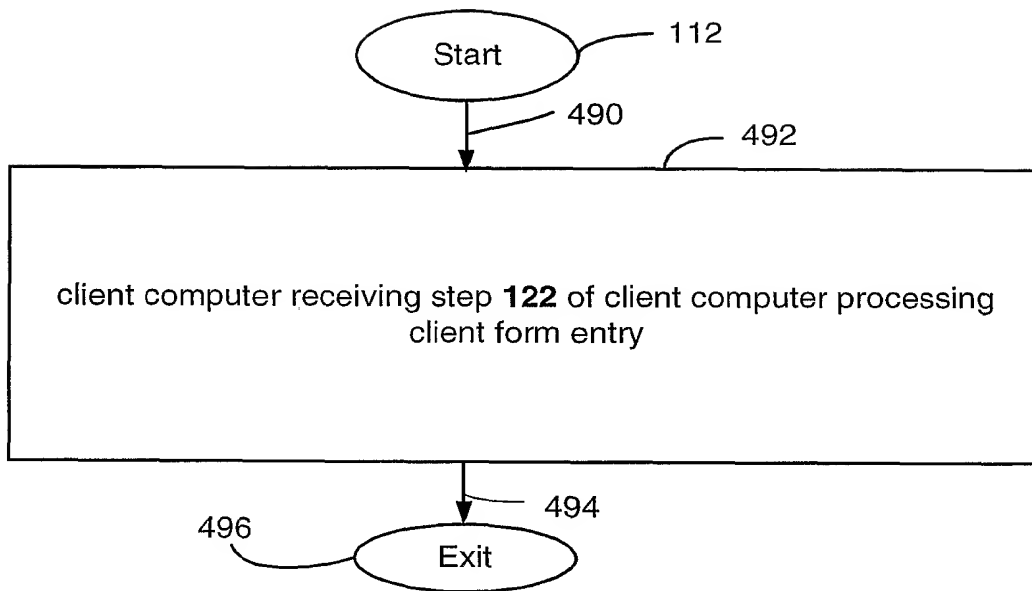 Start
112
490
492
client computer receiving step 122 of client computer processing
client form entry
494
496
Exit